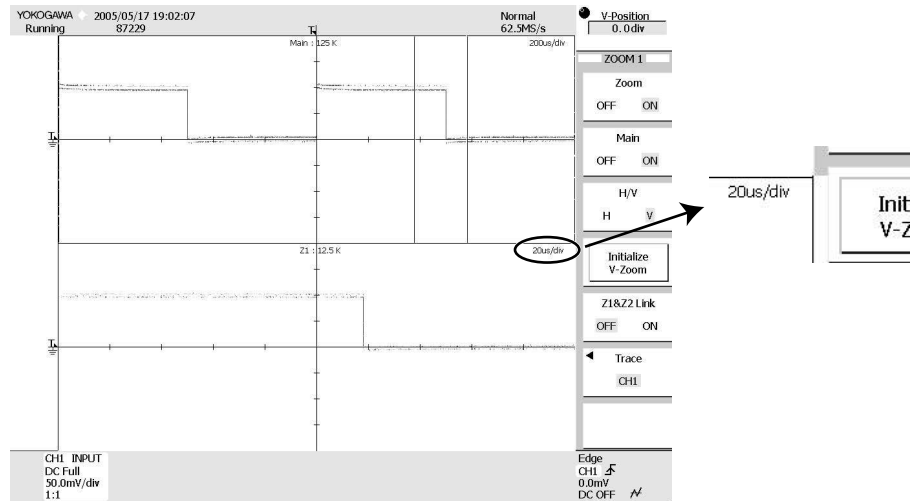 YOKOGAWA 2005/05/17 19:02:07
Running 87229
Normal
62.5MS/s
Main : 125 K
200us/div
Z1 : 12.5 K
20us/div
CH1 INPUT
DC Full
50.0mV/div
1:1
Edge
CH1
0.0mV
DC OFF
V-Position
0.0div
ZOOM 1
Zoom
OFF ON
Main
OFF ON
H/V
H V
Initialize
V-Zoom
Z1&Z2 Link
OFF ON
Trace
CH1
20us/div
Init
V-Z